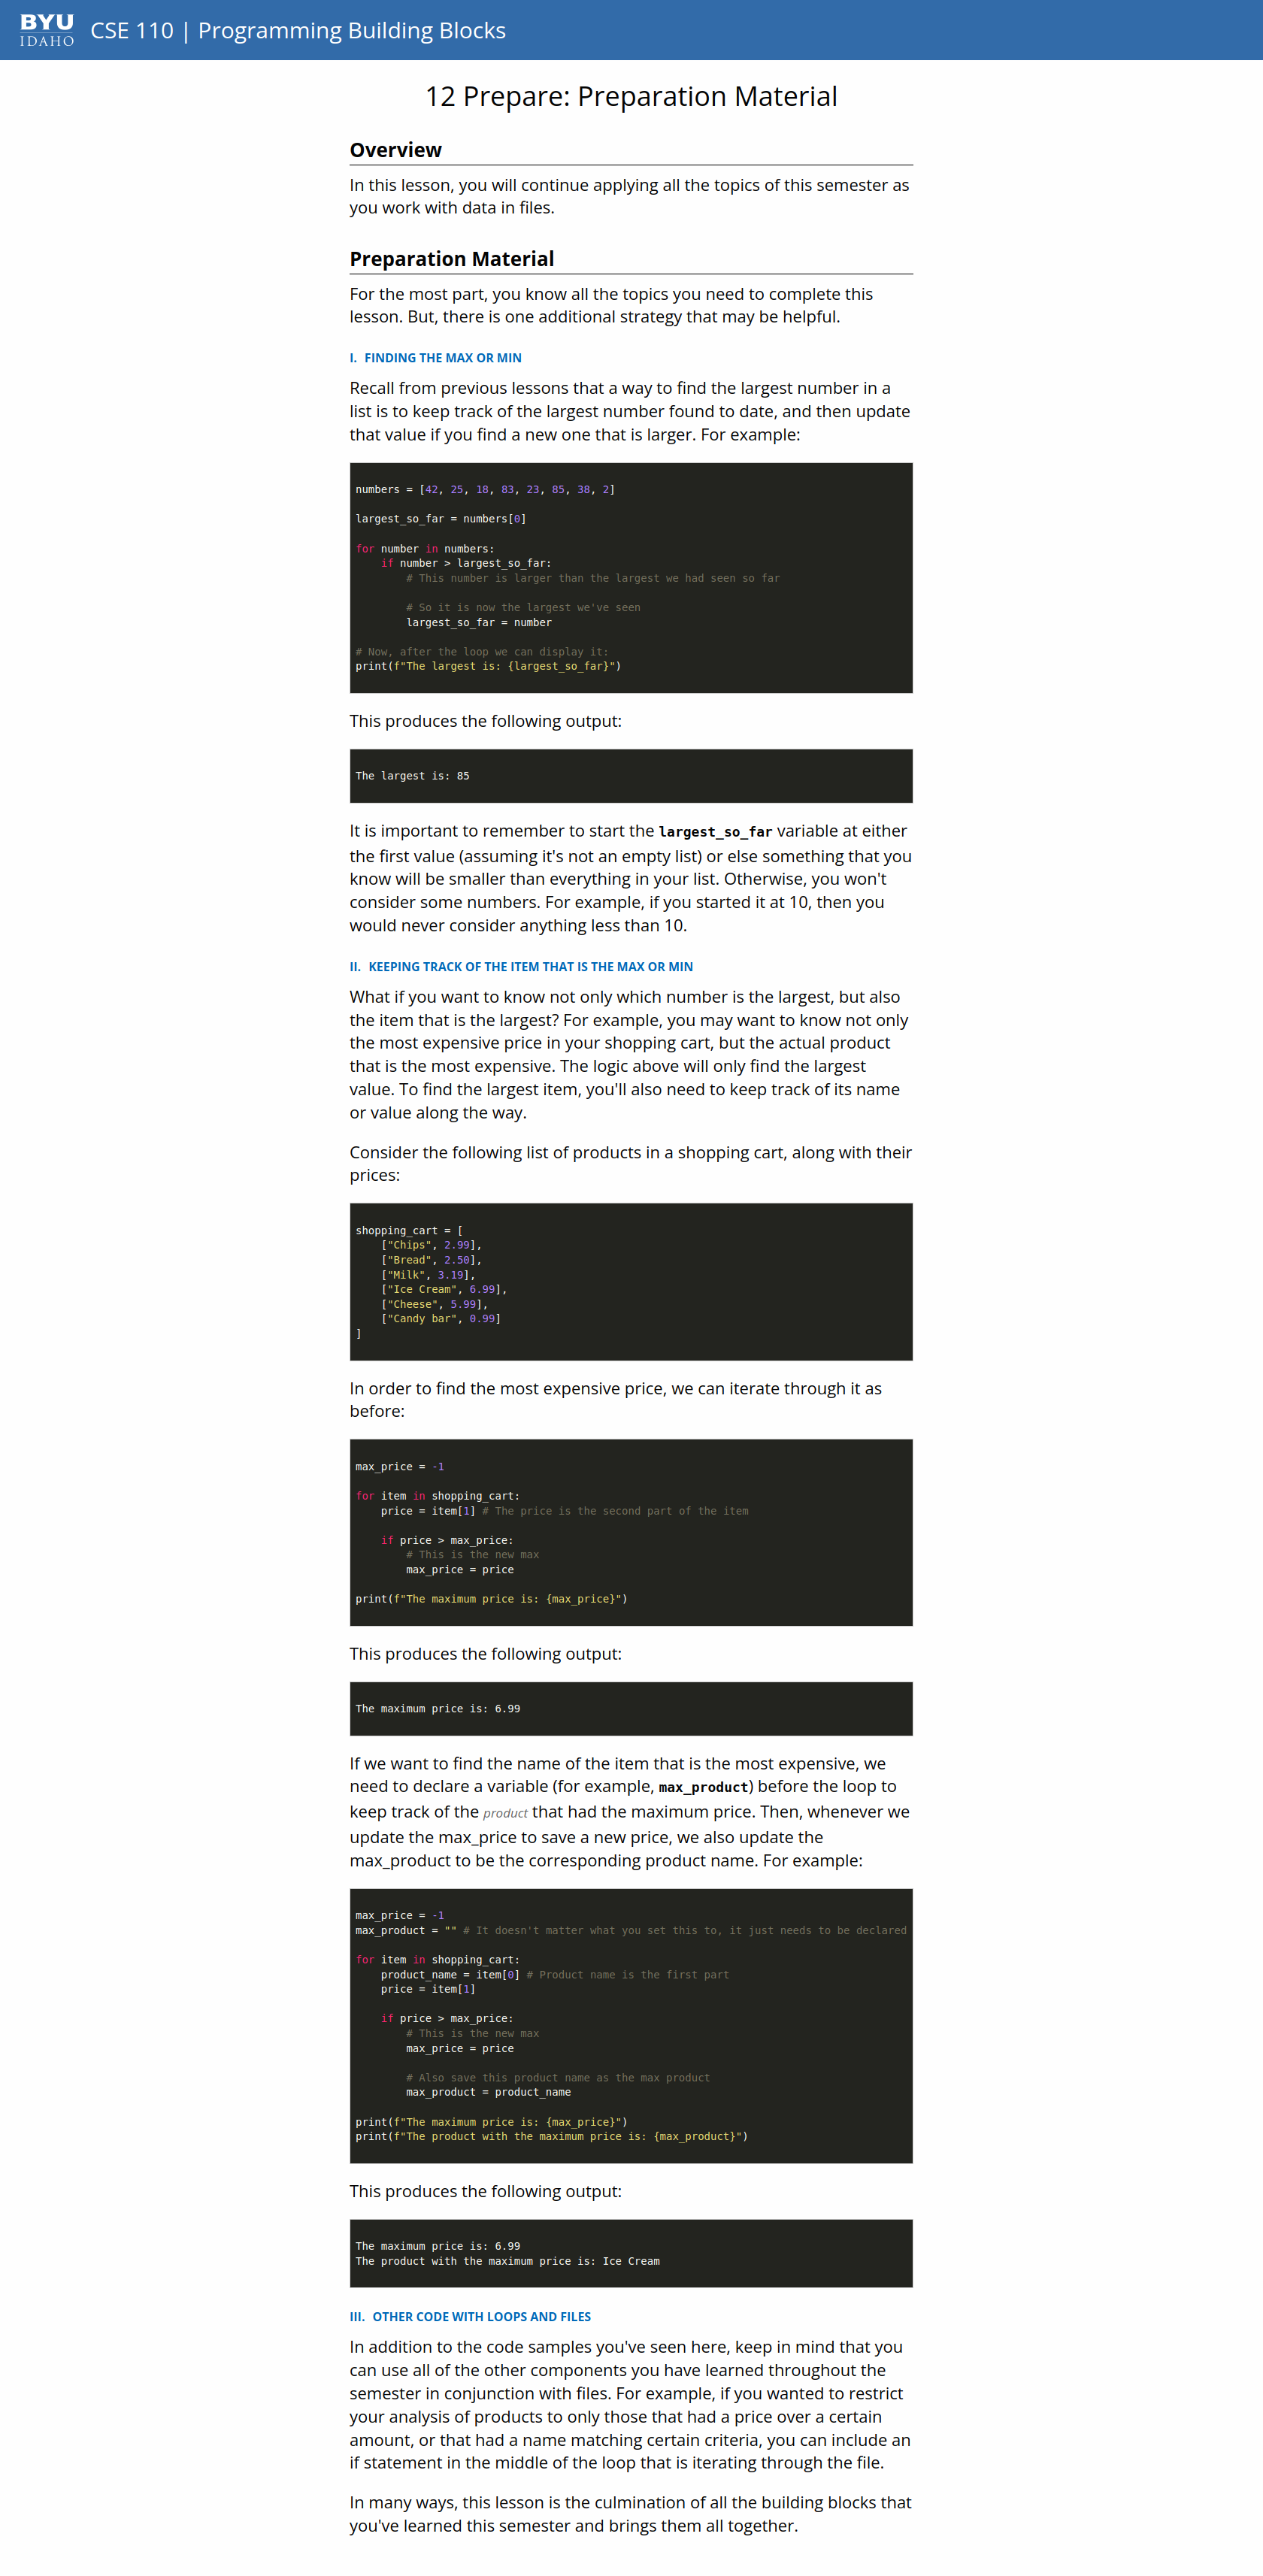 BYU
IDAHO
CSE 110 | Programming Building Blocks
12 Prepare: Preparation Material
Overview
In this lesson, you will continue applying all the topics of this semester as
you work with data in files.
Preparation Material
For the most part, you know all the topics you need to complete this
lesson. But, there is one additional strategy that may be helpful.
I. FINDING THE MAX OR MIN
Recall from previous lessons that a way to find the largest number in a
list is to keep track of the largest number found to date, and then update
that value if you find a new one that is larger. For example:
numbers = [42, 25, 18, 83, 23, 85, 38, 2]
largest_so_far = numbers[0]
for number in numbers:
    if number > largest_so_far:
        # This number is larger than the largest we had seen so far
        # So it is now the largest we've seen
        largest_so_far = number
# Now, after the loop we can display it:
print(f"The largest is: {largest_so_far}")
This produces the following output:
The largest is: 85
It is important to remember to start the largest_so_far variable at either
the first value (assuming it's not an empty list) or else something that you
know will be smaller than everything in your list. Otherwise, you won't
consider some numbers. For example, if you started it at 10, then you
would never consider anything less than 10.
II. KEEPING TRACK OF THE ITEM THAT IS THE MAX OR MIN
What if you want to know not only which number is the largest, but also
the item that is the largest? For example, you may want to know not only
the most expensive price in your shopping cart, but the actual product
that is the most expensive. The logic above will only find the largest
value. To find the largest item, you'll also need to keep track of its name
or value along the way.
Consider the following list of products in a shopping cart, along with their
prices:
shopping_cart = [
    ["Chips", 2.99],
    ["Bread", 2.50],
    ["Milk", 3.19],
    ["Ice Cream", 6.99],
    ["Cheese", 5.99],
    ["Candy bar", 0.99]
]
In order to find the most expensive price, we can iterate through it as
before:
max_price = -1
for item in shopping_cart:
    price = item[1] # The price is the second part of the item
    if price > max_price:
        # This is the new max
        max_price = price
print(f"The maximum price is: {max_price}")
This produces the following output:
The maximum price is: 6.99
If we want to find the name of the item that is the most expensive, we
need to declare a variable (for example, max_product) before the loop to
keep track of the product that had the maximum price. Then, whenever we
update the max_price to save a new price, we also update the
max_product to be the corresponding product name. For example:
max_price = -1
max_product = "" # It doesn't matter what you set this to, it just needs to be declared
for item in shopping_cart:
    product_name = item[0] # Product name is the first part
    price = item[1]
    if price > max_price:
        # This is the new max
        max_price = price
        # Also save this product name as the max product
        max_product = product_name
print(f"The maximum price is: {max_price}")
print(f"The product with the maximum price is: {max_product}")
This produces the following output:
The maximum price is: 6.99
The product with the maximum price is: Ice Cream
III. OTHER CODE WITH LOOPS AND FILES
In addition to the code samples you've seen here, keep in mind that you
can use all of the other components you have learned throughout the
semester in conjunction with files. For example, if you wanted to restrict
your analysis of products to only those that had a price over a certain
amount, or that had a name matching certain criteria, you can include an
if statement in the middle of the loop that is iterating through the file.
In many ways, this lesson is the culmination of all the building blocks that
you've learned this semester and brings them all together.